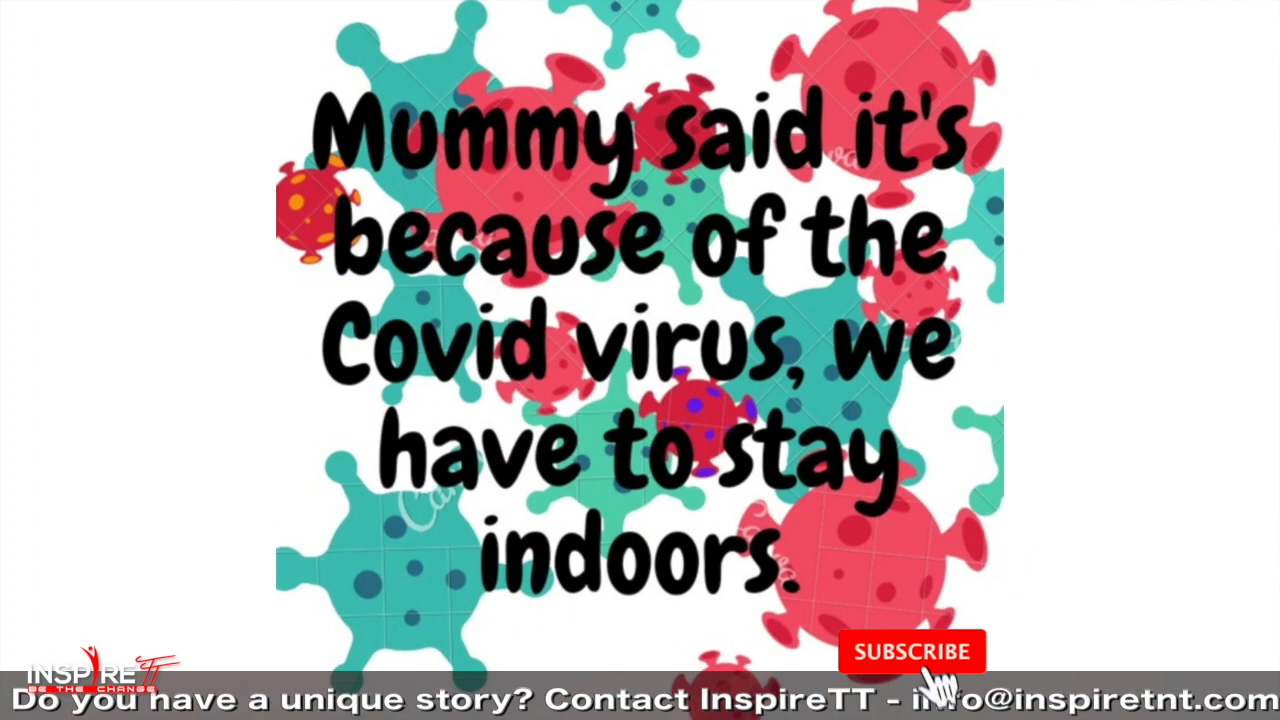 Mummy said it's
because of the
Covid virus, we
have to stay
indoors.
SUBSCRIBE
INSPIRE TT
BE THE CHANGE
Do you have a unique story? Contact InspireTT - info@inspiretnt.com